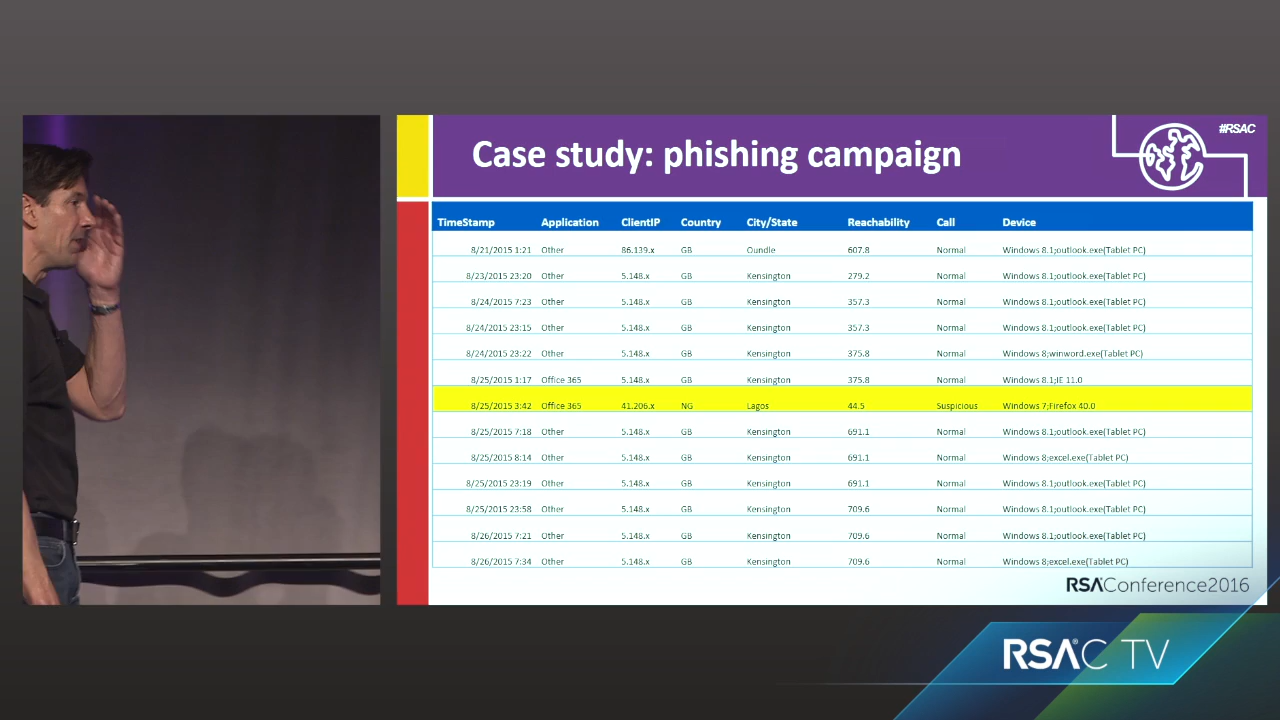 #RSAC
Case study: phishing campaign
TimeStamp Application ClientIP Country City/State Reachability Call Device
8/21/2015 1:21 Other 86.139.x GB Oundle 607.8 Normal Windows 8.1;outlook.exe(Tablet PC)
8/23/2015 23:20 Other 5.148.x GB Kensington 279.2 Normal Windows 8.1;outlook.exe(Tablet PC)
8/24/2015 7:23 Other 5.148.x GB Kensington 357.3 Normal Windows 8.1;outlook.exe(Tablet PC)
8/24/2015 23:15 Other 5.148.x GB Kensington 357.3 Normal Windows 8.1;outlook.exe(Tablet PC)
8/24/2015 23:22 Other 5.148.x GB Kensington 375.8 Normal Windows 8;winword.exe(Tablet PC)
8/25/2015 1:17 Office 365 5.148.x GB Kensington 375.8 Normal Windows 8.1;IE 11.0
8/25/2015 3:42 Office 365 41.206.x NG Lagos 44.5 Suspicious Windows 7;Firefox 40.0
8/25/2015 7:18 Other 5.148.x GB Kensington 691.1 Normal Windows 8.1;outlook.exe(Tablet PC)
8/25/2015 8:14 Other 5.148.x GB Kensington 691.1 Normal Windows 8;excel.exe(Tablet PC)
8/25/2015 23:19 Other 5.148.x GB Kensington 691.1 Normal Windows 8.1;outlook.exe(Tablet PC)
8/25/2015 23:58 Other 5.148.x GB Kensington 709.6 Normal Windows 8.1;outlook.exe(Tablet PC)
8/26/2015 7:21 Other 5.148.x GB Kensington 709.6 Normal Windows 8.1;outlook.exe(Tablet PC)
8/26/2015 7:34 Other 5.148.x GB Kensington 709.6 Normal Windows 8;excel.exe(Tablet PC)
RSAConference2016
RSAC TV